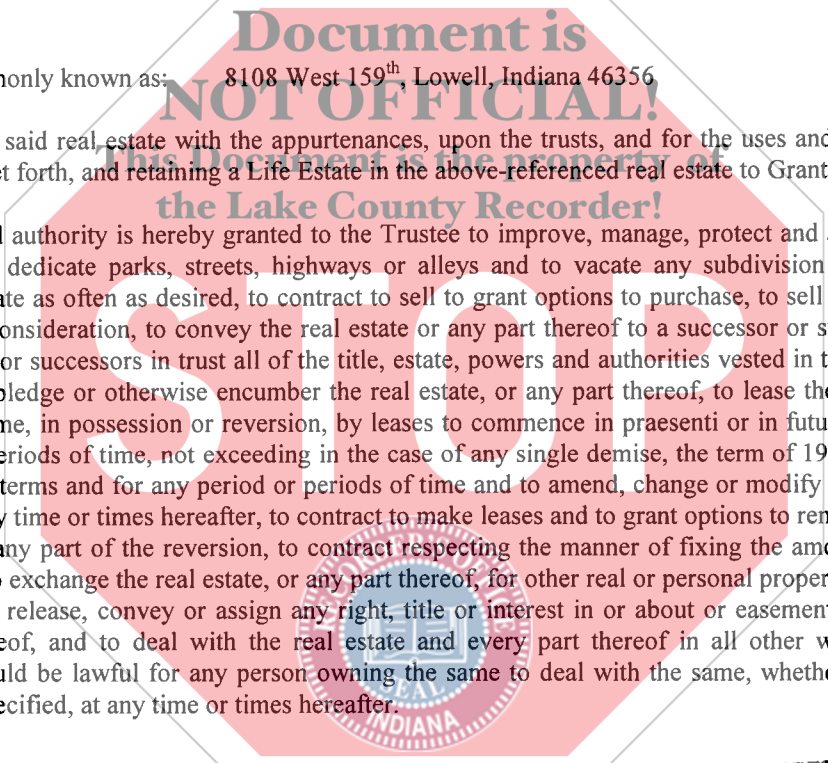 Document is
only known as: 8108 West 159th, Lowell, Indiana 46356
NOT OFFICIAL!
said real estate with the appurtenances, upon the trusts, and for the uses and
This Document is the property of
t forth, and retaining a Life Estate in the above-referenced real estate to Grant
the Lake County Recorder!
authority is hereby granted to the Trustee to improve, manage, protect and
dedicate parks, streets, highways or alleys and to vacate any subdivision
te as often as desired, to contract to sell to grant options to purchase, to sell
onsideration, to convey the real estate or any part thereof to a successor or s
or successors in trust all of the title, estate, powers and authorities vested in t
pledge or otherwise encumber the real estate, or any part thereof, to lease the
me, in possession or reversion, by leases to commence in praesenti or in futu
STOP
eriods of time, not exceeding in the case of any single demise, the term of 19
terms and for any period or periods of time and to amend, change or modify
y time or times hereafter, to contract to make leases and to grant options to ren
any part of the reversion, to contract respecting the manner of fixing the amo
exchange the real estate, or any part thereof, for other real or personal proper
release, convey or assign any right, title or interest in or about or easement
eof, and to deal with the real estate and every part thereof in all other w
uld be lawful for any person owning the same to deal with the same, whethe
ecified, at any time or times hereafter.
SEAL
INDIANA